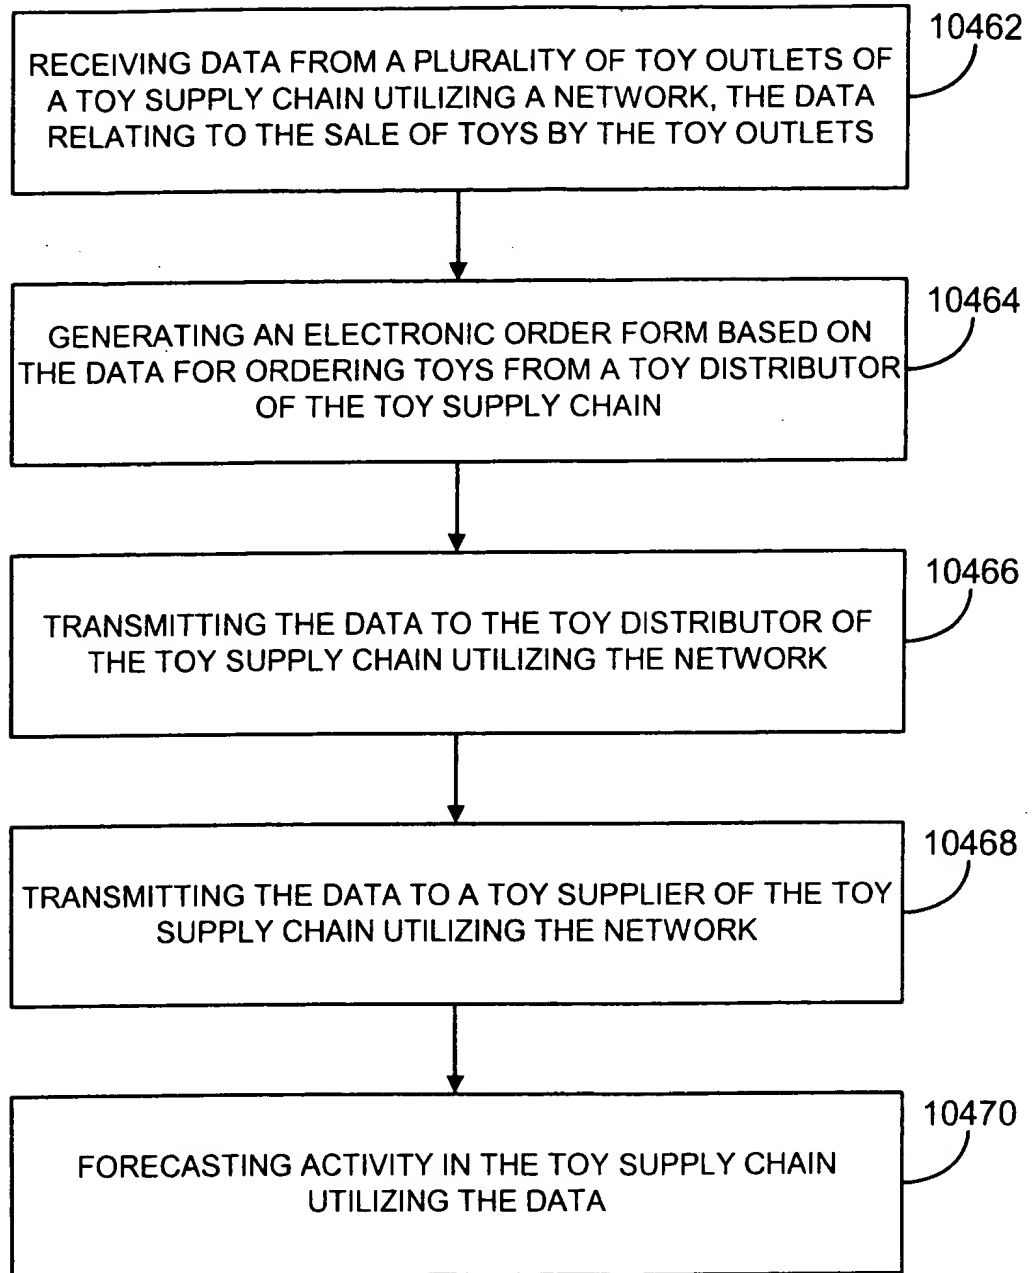 10462
RECEIVING DATA FROM A PLURALITY OF TOY OUTLETS OF
A TOY SUPPLY CHAIN UTILIZING A NETWORK, THE DATA
RELATING TO THE SALE OF TOYS BY THE TOY OUTLETS
10464
GENERATING AN ELECTRONIC ORDER FORM BASED ON
THE DATA FOR ORDERING TOYS FROM A TOY DISTRIBUTOR
OF THE TOY SUPPLY CHAIN
10466
TRANSMITTING THE DATA TO THE TOY DISTRIBUTOR OF
THE TOY SUPPLY CHAIN UTILIZING THE NETWORK
10468
TRANSMITTING THE DATA TO A TOY SUPPLIER OF THE TOY
SUPPLY CHAIN UTILIZING THE NETWORK
10470
FORECASTING ACTIVITY IN THE TOY SUPPLY CHAIN
UTILIZING THE DATA